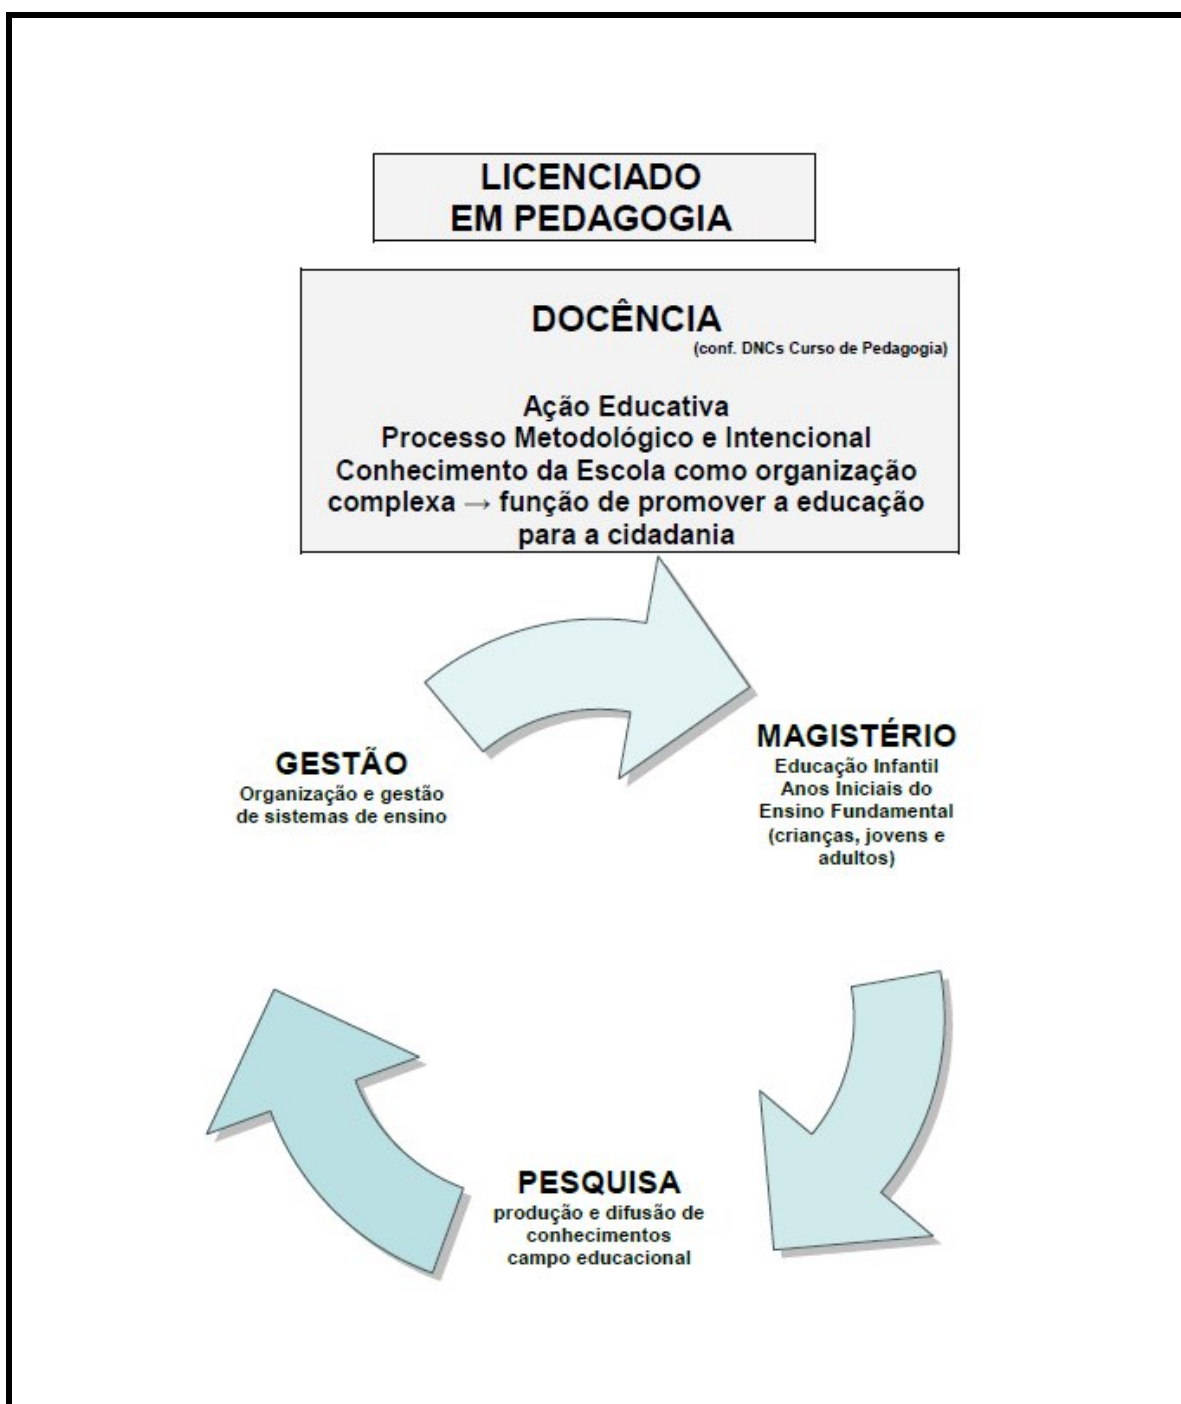 LICENCIADO
EM PEDAGOGIA
DOCÊNCIA
(conf. DNCs Curso de Pedagogia)
Ação Educativa
Processo Metodológico e Intencional
Conhecimento da Escola como organização
complexa → função de promover a educação
para a cidadania
GESTÃO
Organização e gestão
de sistemas de ensino
MAGISTÉRIO
Educação Infantil
Anos Iniciais do
Ensino Fundamental
(crianças, jovens e
adultos)
PESQUISA
produção e difusão de
conhecimentos
campo educacional